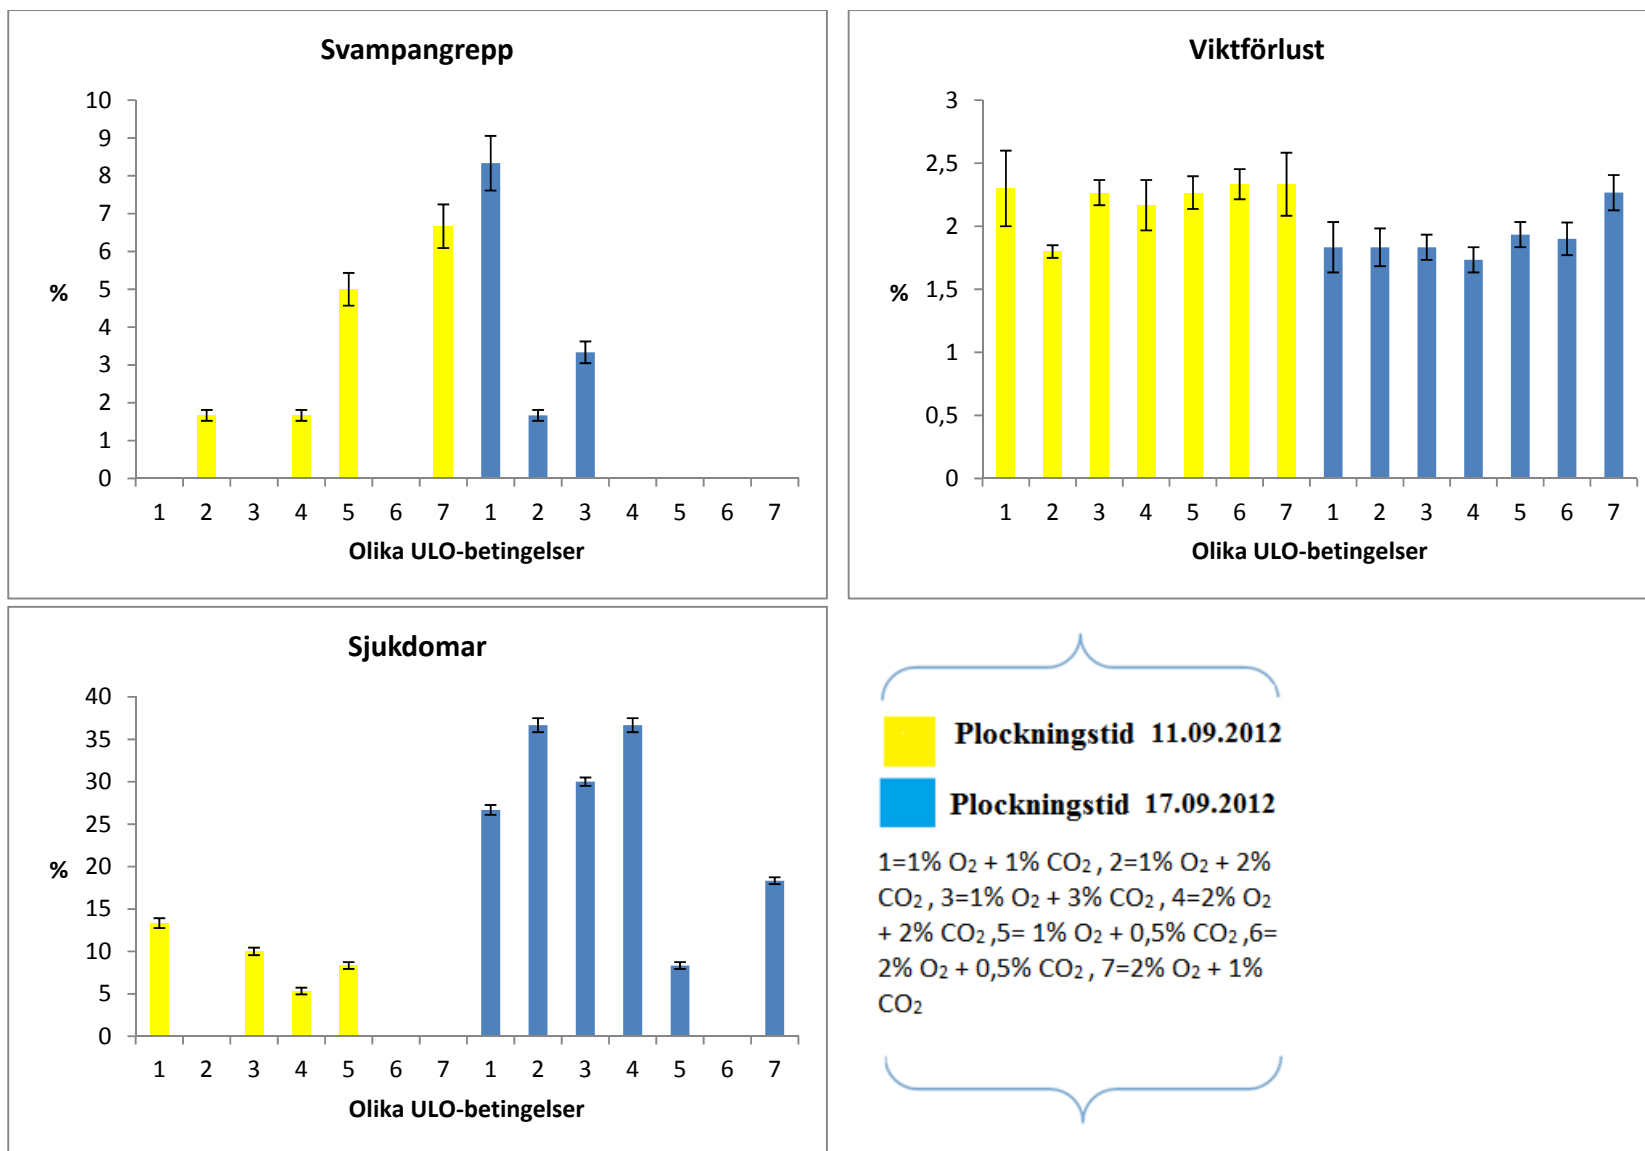 Svampangrepp
10
9
8
7
6
5
4
3
2
1
0
%
1 2 3 4 5 6 7 1 2 3 4 5 6 7
Olika ULO-betingelser
Viktförlust
3
2,5
2
1,5
1
0,5
0
%
1 2 3 4 5 6 7 1 2 3 4 5 6 7
Olika ULO-betingelser
Sjukdomar
40
35
30
25
20
15
10
5
0
%
1 2 3 4 5 6 7 1 2 3 4 5 6 7
Olika ULO-betingelser
Plockningstid 11.09.2012
Plockningstid 17.09.2012
1=1% O₂ + 1% CO₂ , 2=1% O₂ + 2%
CO₂ , 3=1% O₂ + 3% CO₂ , 4=2% O₂
+ 2% CO₂ ,5= 1% O₂ + 0,5% CO₂ ,6=
2% O₂ + 0,5% CO₂ , 7=2% O₂ + 1%
CO₂